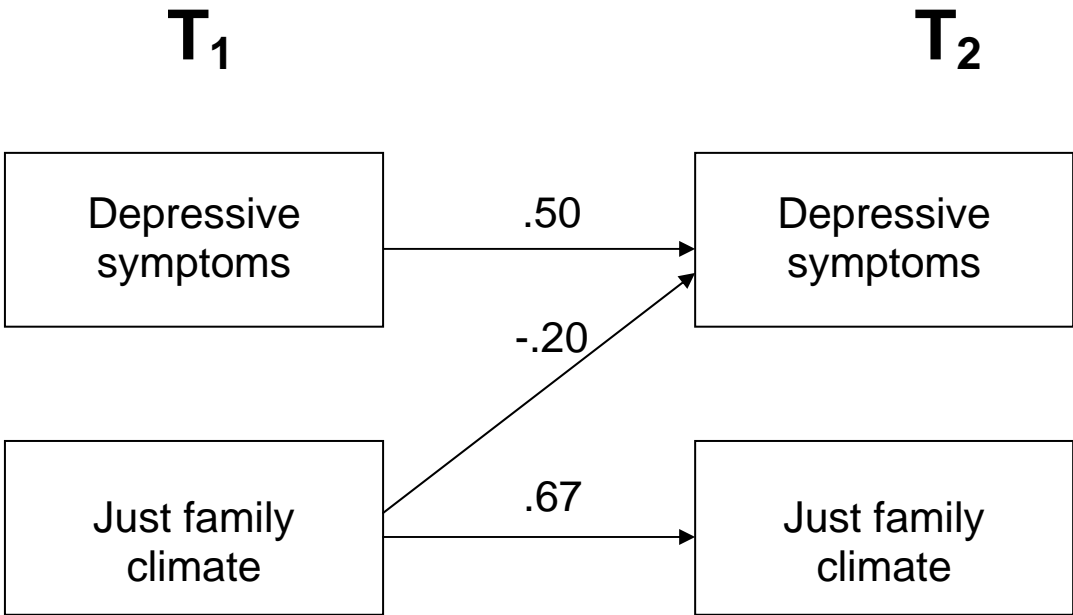 T₁ T₂
Depressive
symptoms
.50
Depressive
symptoms
-.20
Just family
climate
.67
Just family
climate